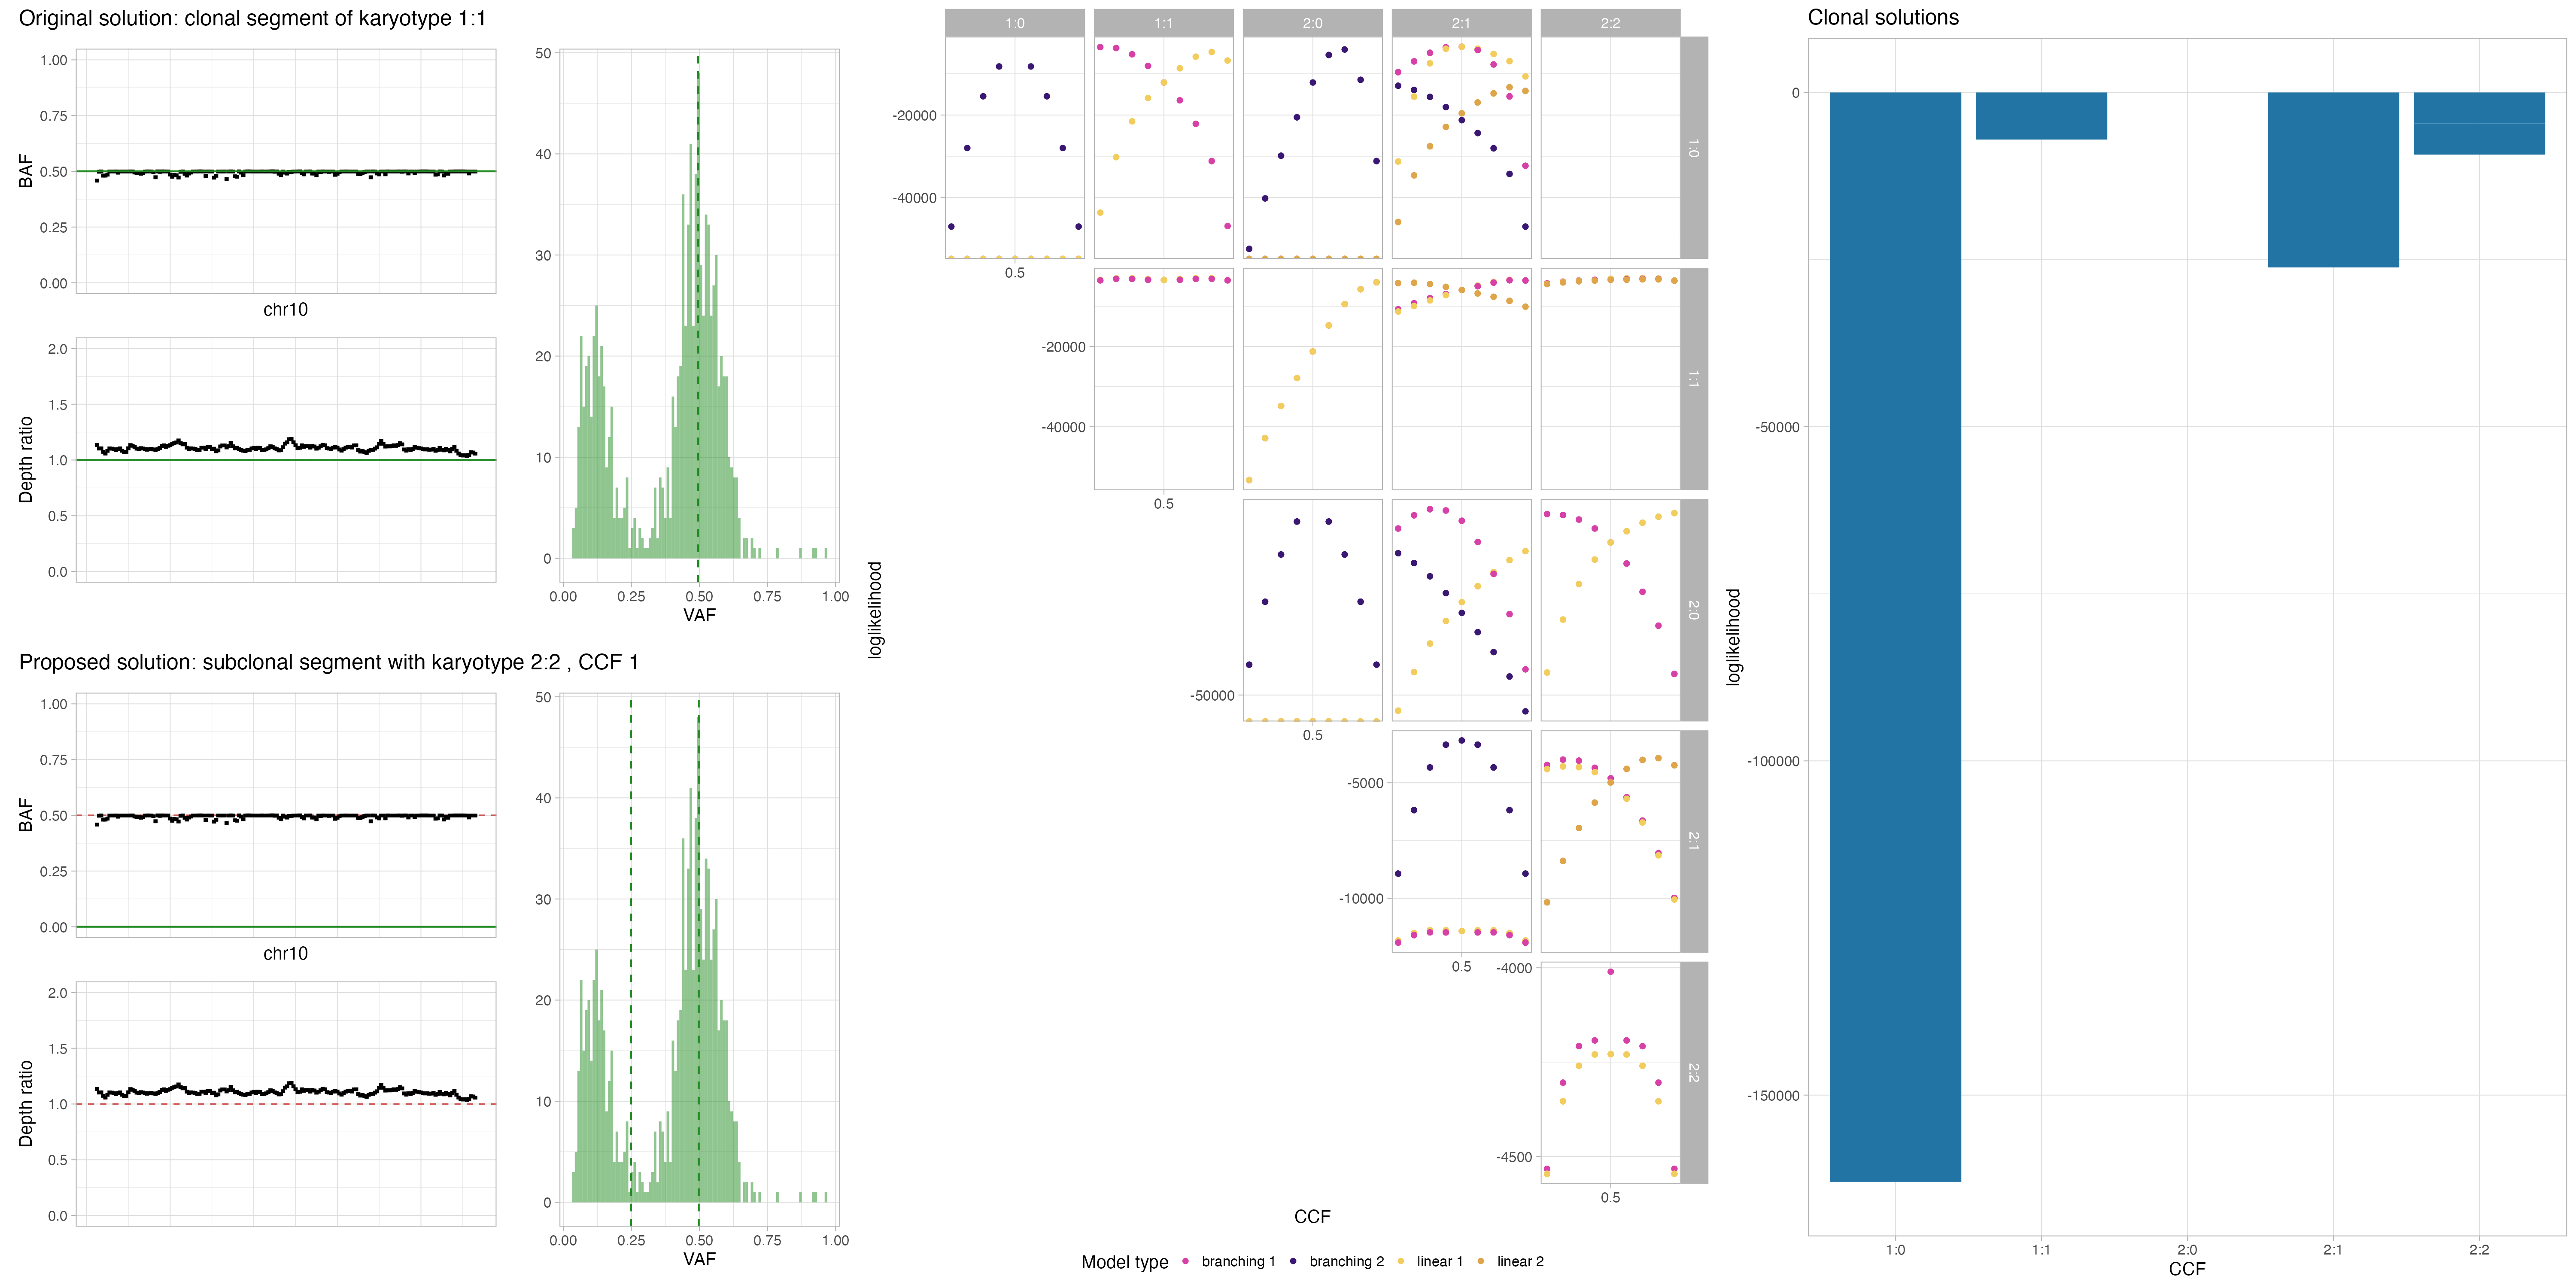 Original solution: clonal segment of karyotype 1:1
1.00
0.75
0.50
0.25
0.00
BAF
chr10
2.0
1.5
1.0
0.5
0.0
Depth ratio
50
40
30
20
10
0
0.00 0.25 0.50 0.75 1.00
VAF
Proposed solution: subclonal segment with karyotype 2:2 , CCF 1
1.00
0.75
0.50
0.25
0.00
BAF
chr10
2.0
1.5
1.0
0.5
0.0
Depth ratio
50
40
30
20
10
0
0.00 0.25 0.50 0.75 1.00
VAF
loglikelihood
1:0 1:1 2:0 2:1 2:2
-20000
-40000
0.5
1:0
-20000
-40000
0.5
1:1
-50000
0.5
2:0
-5000
-10000
0.5
2:1
-4000
-4500
0.5
2:2
CCF
Model type branching 1 branching 2 linear 1 linear 2
Clonal solutions
0
-50000
-100000
-150000
loglikelihood
1:0 1:1 2:0 2:1 2:2
CCF